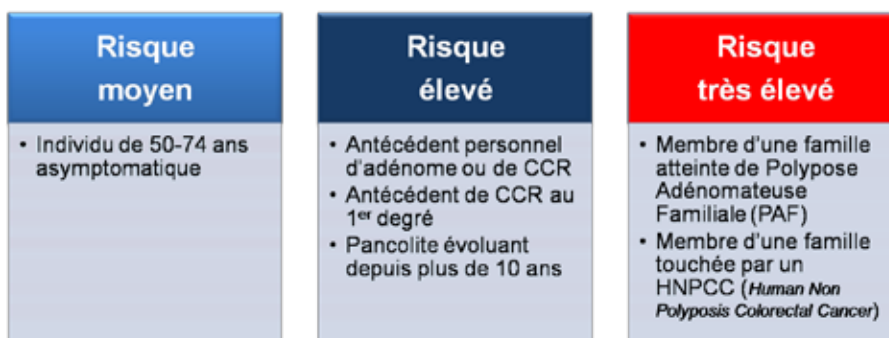 Risque
moyen
• Individu de 50-74 ans
asymptomatique
Risque
élevé
• Antécédent personnel
d'adénome ou de CCR
• Antécédent de CCR au
1er degré
• Pancolite évoluant
depuis plus de 10 ans
Risque
très élevé
• Membre d'une famille
atteinte de Polypose
Adénomateuse
Familiale (PAF)
• Membre d'une famille
touchée par un
HNPCC (Human Non
Polyposis Colorectal Cancer)